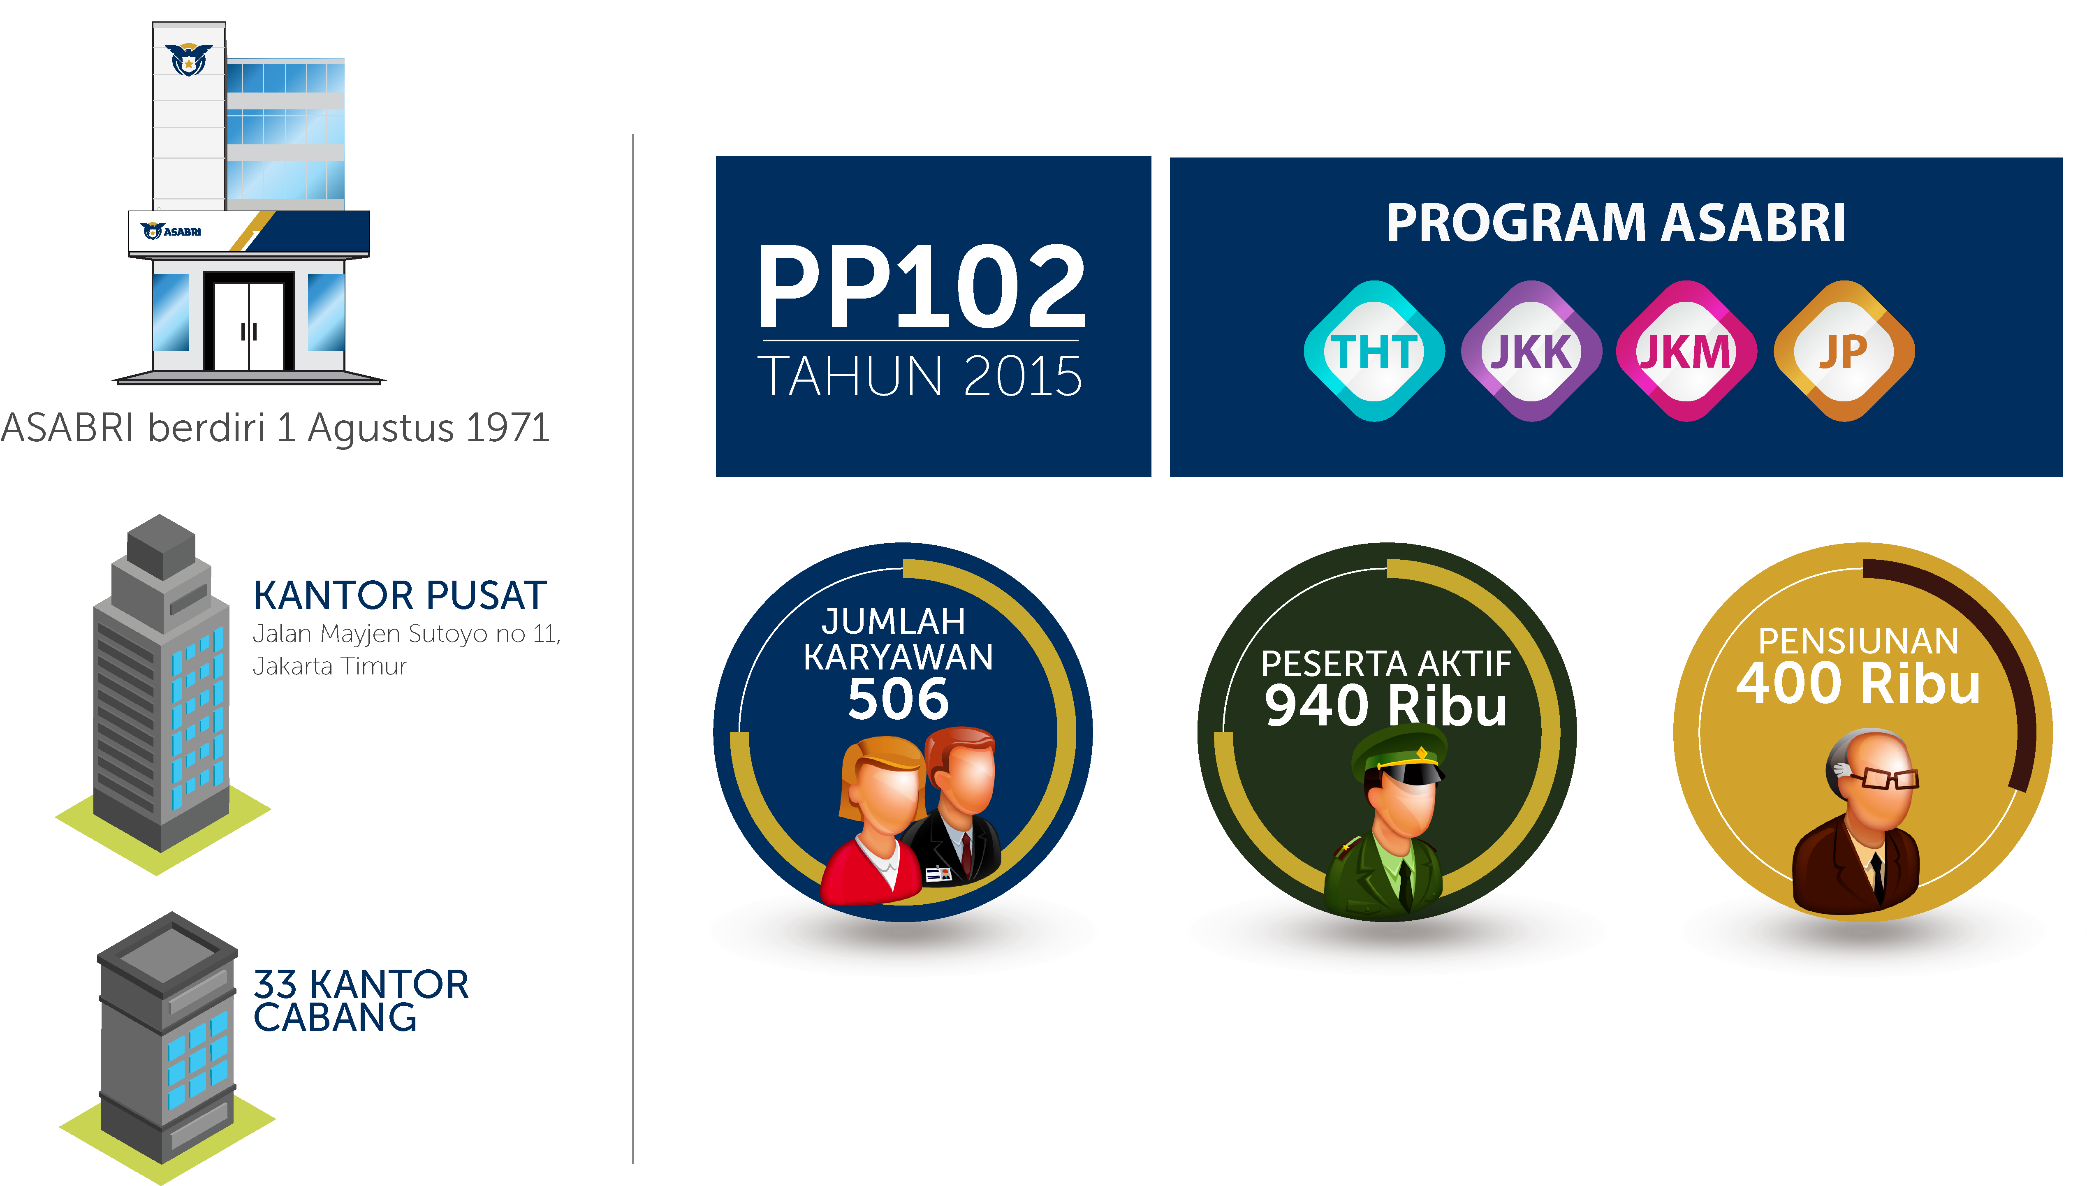 ASABRI
ASABRI berdiri 1 Agustus 1971
KANTOR PUSAT
Jalan Mayjen Sutoyo no 11,
Jakarta Timur
33 KANTOR
CABANG
PP102
TAHUN 2015
PROGRAM ASABRI
THT JKK JKM JP
JUMLAH
KARYAWAN
506
PESERTA AKTIF
940 Ribu
PENSIUNAN
400 Ribu